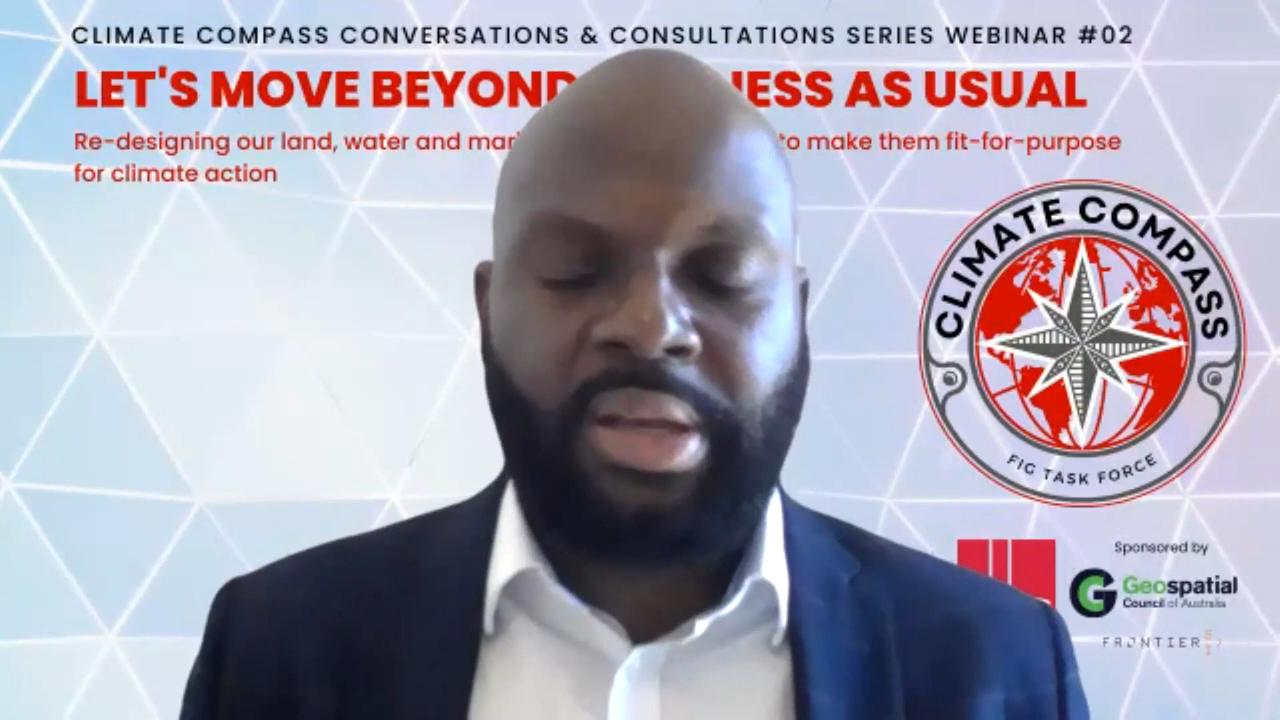 CLIMATE COMPASS CONVERSATIONS & CONSULTATIONS SERIES WEBINAR #02
LET'S MOVE BEYOND AS USUAL
Re-designing our land, water and to make them fit-for-purpose
for climate action
CLIMATE COMPASS
FIG TASK FORCE
Sponsored by
Geospatial
Council of Australia
FRONTIER